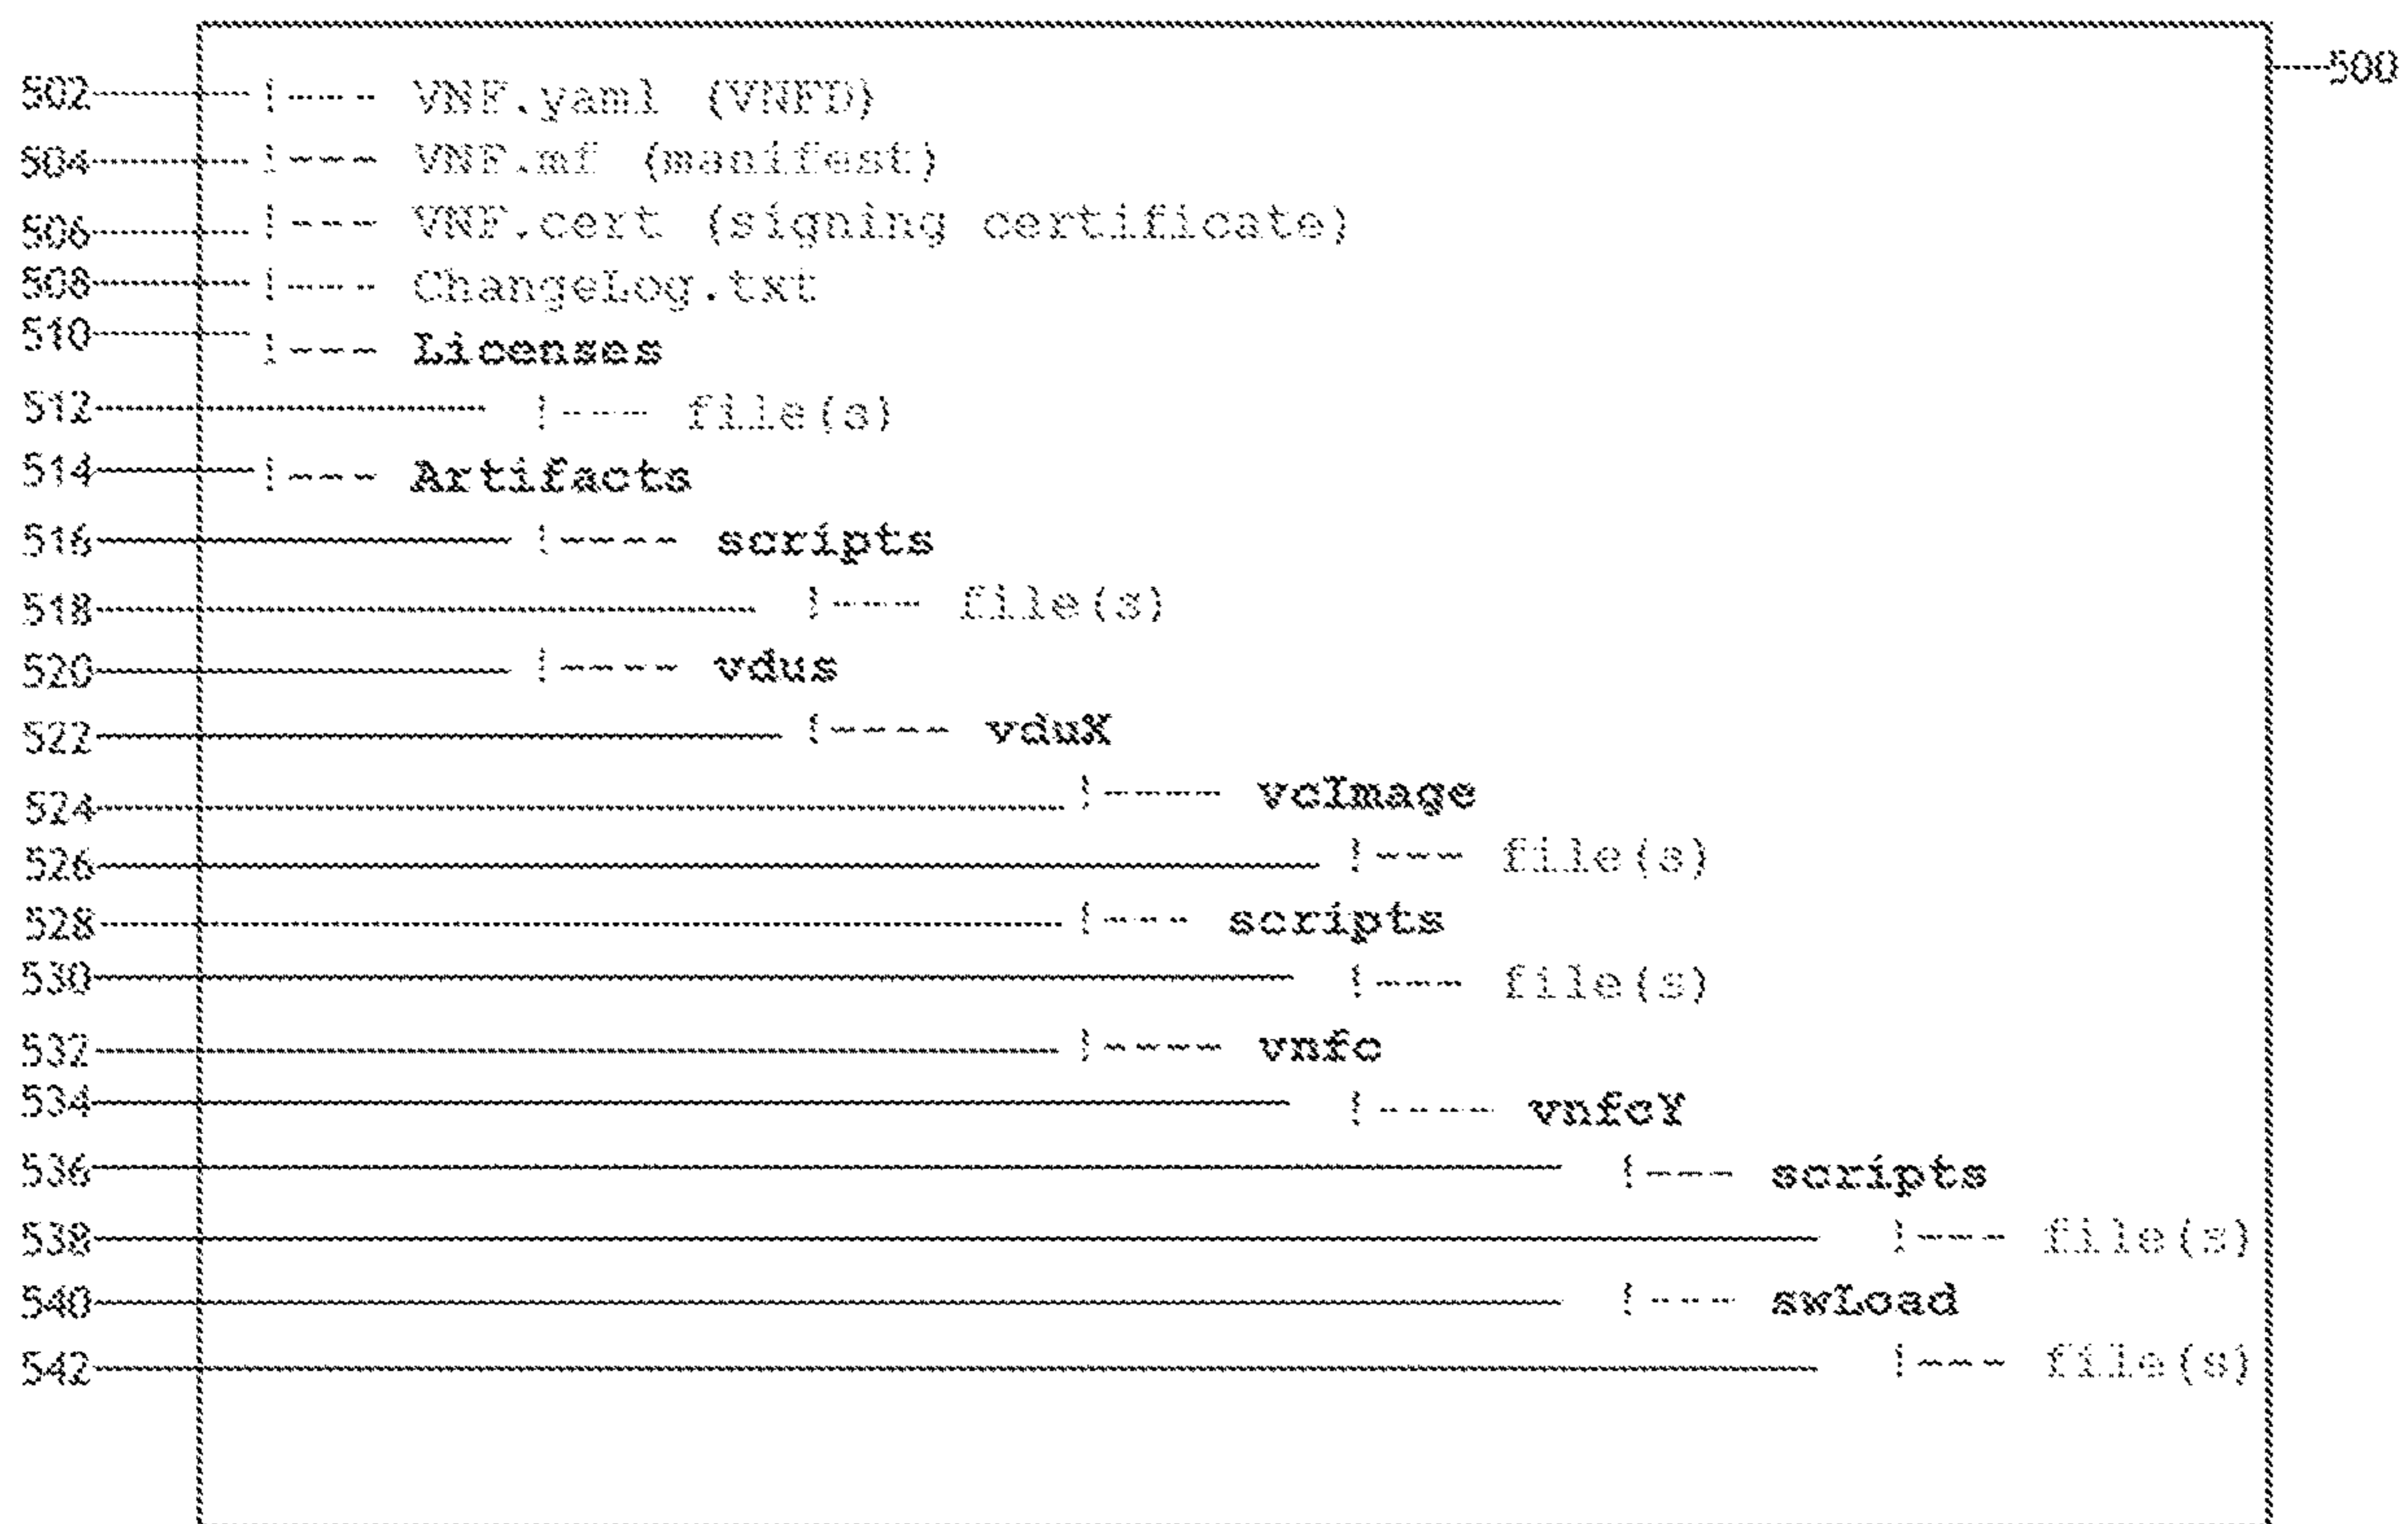 500
502 |---- VNF.yaml (VNFD)
504 |--- VNF.mf (manifest)
506 |--- VNF.cert (signing certificate)
508 |---- ChangeLog.txt
510 |--- Licenses
512 |---- file(s)
514 |--- Artifacts
516 |---- scripts
518 |---- file(s)
520 |---- vdus
522 |---- vduX
524 |---- vcImage
526 |--- file(s)
528 |--- scripts
530 |--- file(s)
532 |---- vnfc
534 |---- vnfcY
536 |--- scripts
538 |--- file(s)
540 |--- swLoad
542 |--- file(s)